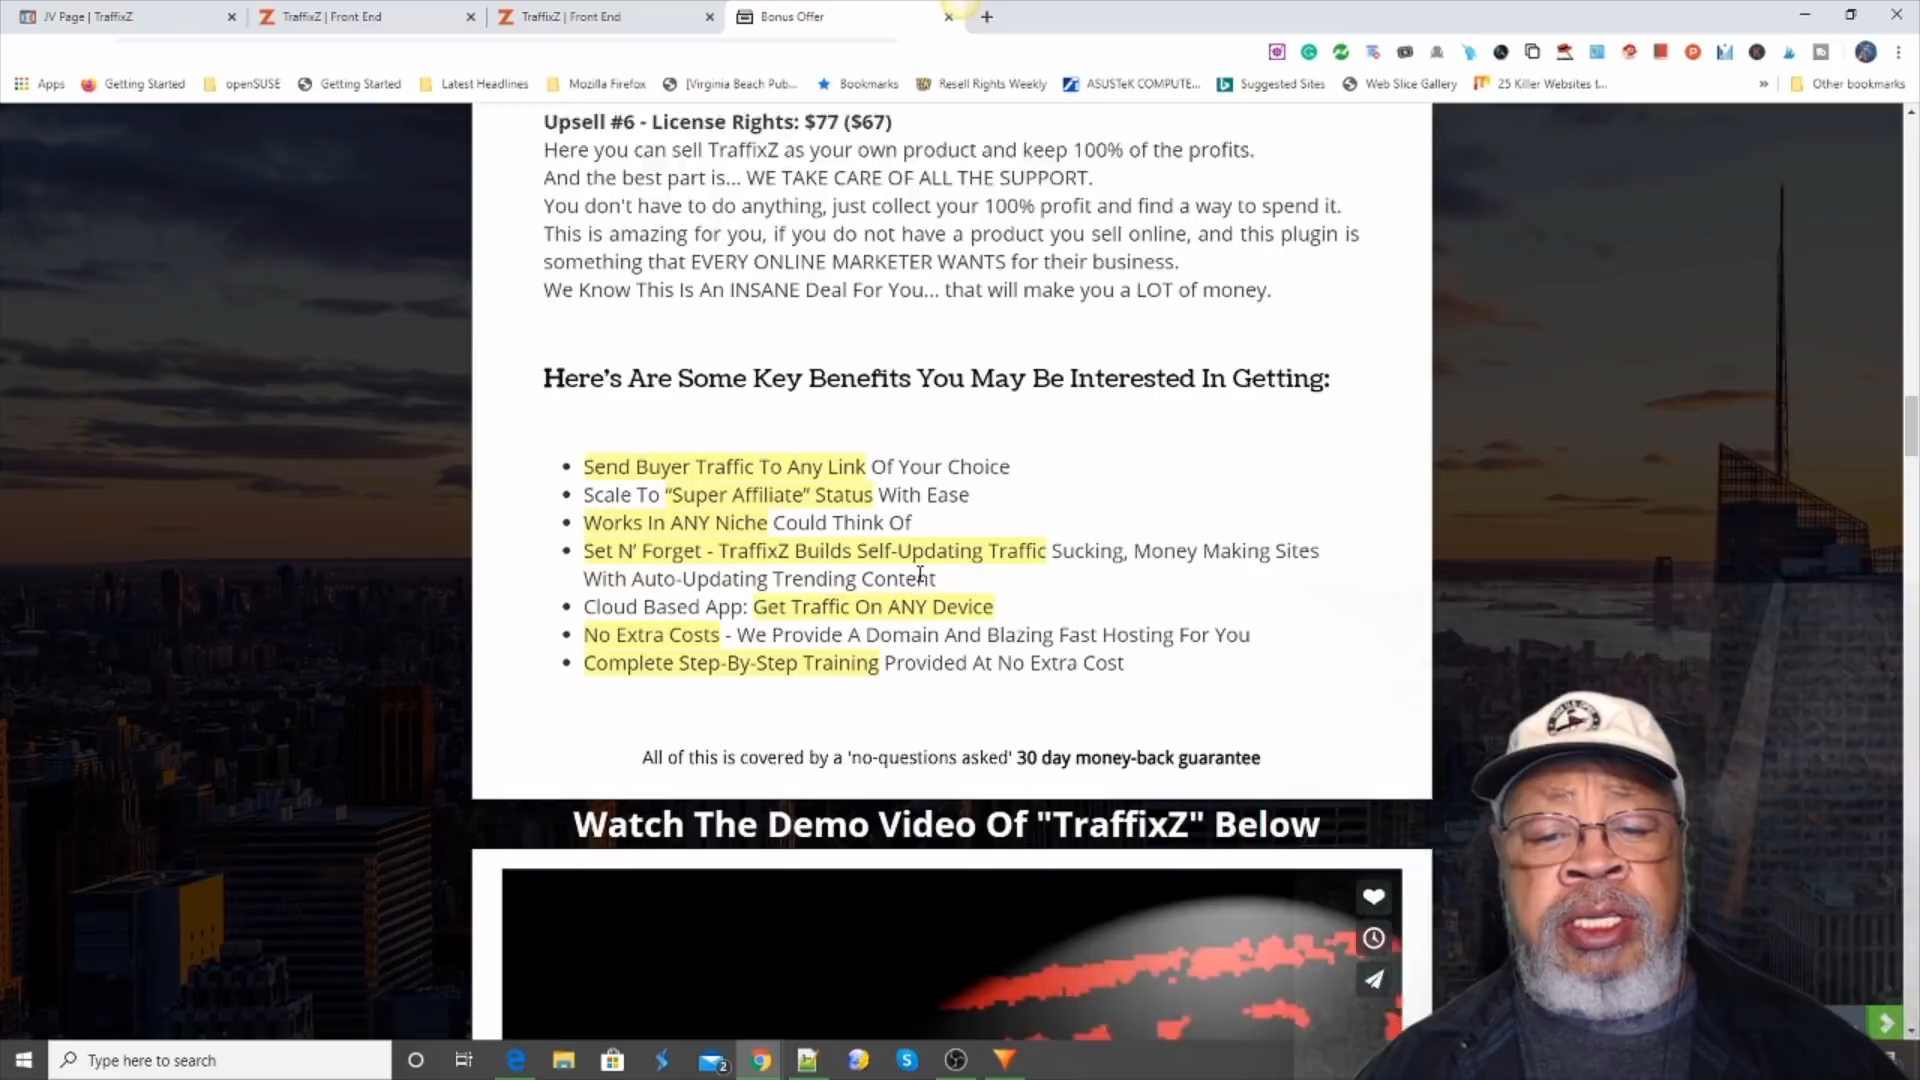 JV Page | TraffixZ
TraffixZ | Front End
TraffixZ | Front End
Bonus Offer
Apps
Getting Started
openSUSE
Getting Started
Latest Headlines
Mozilla Firefox
[Virginia Beach Pub...
Bookmarks
Resell Rights Weekly
ASUSTeK COMPUTE...
Suggested Sites
Web Slice Gallery
25 Killer Websites t...
»
Other bookmarks
Upsell #6 - License Rights: $77 ($67)
Here you can sell TraffixZ as your own product and keep 100% of the profits.
And the best part is... WE TAKE CARE OF ALL THE SUPPORT.
You don't have to do anything, just collect your 100% profit and find a way to spend it.
This is amazing for you, if you do not have a product you sell online, and this plugin is
something that EVERY ONLINE MARKETER WANTS for their business.
We Know This Is An INSANE Deal For You... that will make you a LOT of money.
Here's Are Some Key Benefits You May Be Interested In Getting:
• Send Buyer Traffic To Any Link Of Your Choice
• Scale To “Super Affiliate” Status With Ease
• Works In ANY Niche Could Think Of
• Set N’ Forget - TraffixZ Builds Self-Updating Traffic Sucking, Money Making Sites
With Auto-Updating Trending Content
• Cloud Based App: Get Traffic On ANY Device
• No Extra Costs - We Provide A Domain And Blazing Fast Hosting For You
• Complete Step-By-Step Training Provided At No Extra Cost
All of this is covered by a 'no-questions asked' 30 day money-back guarantee
Watch The Demo Video Of "TraffixZ" Below
Type here to search
2